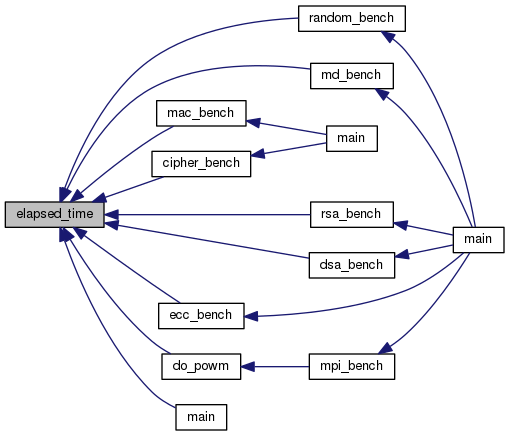 random_bench
md_bench
mac_bench
main
cipher_bench
elapsed_time
rsa_bench
main
dsa_bench
ecc_bench
do_powm
mpi_bench
main